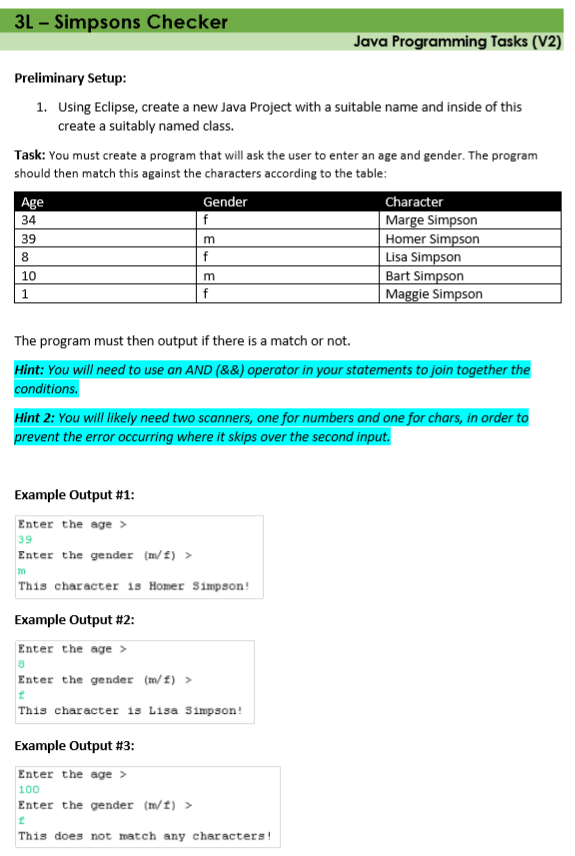 3L – Simpsons Checker
Java Programming Tasks (V2)
Preliminary Setup:
1. Using Eclipse, create a new Java Project with a suitable name and inside of this
create a suitably named class.
Task: You must create a program that will ask the user to enter an age and gender. The program
should then match this against the characters according to the table:
Age Gender Character
34 f Marge Simpson
39 m Homer Simpson
8 f Lisa Simpson
10 m Bart Simpson
1 f Maggie Simpson
The program must then output if there is a match or not.
Hint: You will need to use an AND (&&) operator in your statements to join together the
conditions.
Hint 2: You will likely need two scanners, one for numbers and one for chars, in order to
prevent the error occurring where it skips over the second input.
Example Output #1:
Enter the age >
39
Enter the gender (m/f) >
m
This character is Homer Simpson!
Example Output #2:
Enter the age >
8
Enter the gender (m/f) >
f
This character is Lisa Simpson!
Example Output #3:
Enter the age >
100
Enter the gender (m/f) >
f
This does not match any characters!